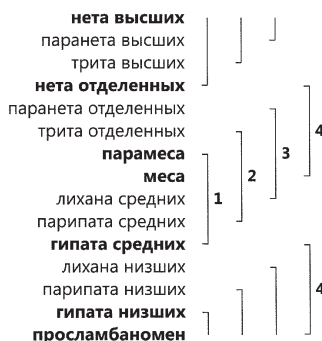 нета высших
паранета высших
трита высших
нета отделенных
паранета отделенных
трита отделенных
парамеса
меса
лихана средних
парипата средних
гипата средних
лихана низших
парипата низших
гипата низших
просламбаномен
1
2
3
4
4